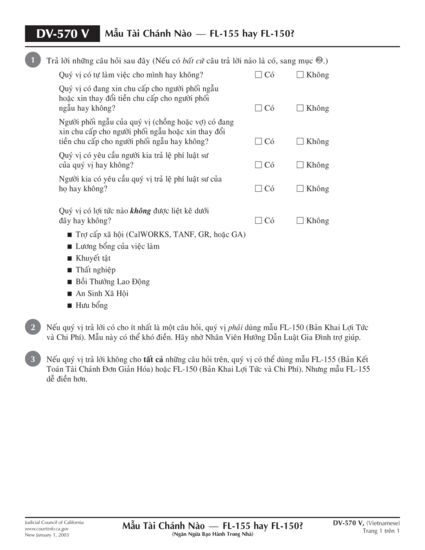 DV-570 V Mẫu Tài Chánh Nào — FL-155 hay FL-150?
1 Trả lời những câu hỏi sau đây (Nếu có bất cứ câu trả lời nào là có, sang mục ②.)
Quý vị có tự làm việc cho mình hay không? ☐ Có ☐ Không
Quý vị có đang xin chu cấp cho người phối ngẫu
hoặc xin thay đổi tiền chu cấp cho người phối
ngẫu hay không? ☐ Có ☐ Không
Người phối ngẫu của quý vị (chồng hoặc vợ) có đang
xin chu cấp cho người phối ngẫu hoặc xin thay đổi
tiền chu cấp cho người phối ngẫu hay không? ☐ Có ☐ Không
Quý vị có yêu cầu người kia trả lệ phí luật sư
của quý vị hay không? ☐ Có ☐ Không
Người kia có yêu cầu quý vị trả lệ phí luật sư của
họ hay không? ☐ Có ☐ Không
Quý vị có lợi tức nào không được liệt kê dưới
đây hay không? ☐ Có ☐ Không
■ Trợ cấp xã hội (CalWORKS, TANF, GR, hoặc GA)
■ Lương bổng của việc làm
■ Khuyết tật
■ Thất nghiệp
■ Bồi Thường Lao Động
■ An Sinh Xã Hội
■ Hưu bổng
2 Nếu quý vị trả lời có cho ít nhất là một câu hỏi, quý vị phải dùng mẫu FL-150 (Bản Khai Lợi Tức
và Chi Phí). Mẫu này có thể khó điền. Hãy nhờ Nhân Viên Hướng Dẫn Luật Gia Đình trợ giúp.
3 Nếu quý vị trả lời không cho tất cả những câu hỏi trên, quý vị có thể dùng mẫu FL-155 (Bản Kết
Toán Tài Chánh Đơn Giản Hóa) hoặc FL-150 (Bản Khai Lợi Tức và Chi Phí). Nhưng mẫu FL-155
dễ điền hơn.
Judicial Council of California
www.courtinfo.ca.gov
New January 1, 2003
Mẫu Tài Chánh Nào — FL-155 hay FL-150?
(Ngăn Ngừa Bạo Hành Trong Nhà)
DV-570 V, (Vietnamese)
Trang 1 trên 1